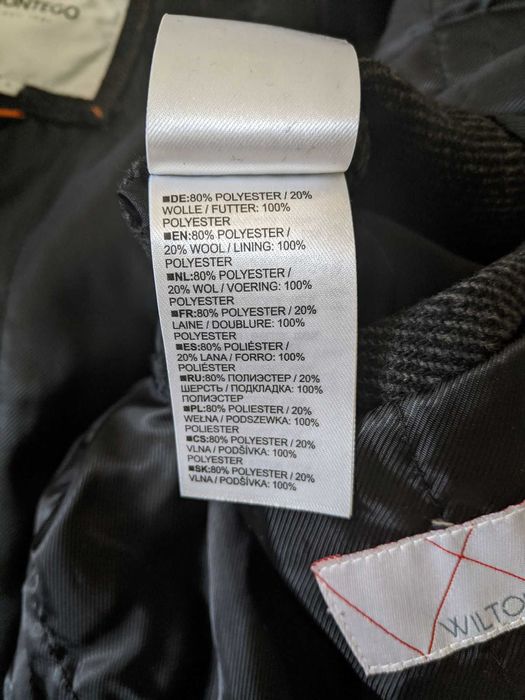 ■DE:80% POLYESTER / 20%
WOLLE / FUTTER: 100%
POLYESTER
■EN:80% POLYESTER /
20% WOOL / LINING: 100%
POLYESTER
■NL:80% POLYESTER /
20% WOL / VOERING: 100%
POLYESTER
■FR:80% POLYESTER / 20%
LAINE / DOUBLURE: 100%
POLYESTER
■ES:80% POLIÉSTER /
20% LANA / FORRO: 100%
POLIÉSTER
■RU:80% ПОЛИЭСТЕР / 20%
ШЕРСТЬ / ПОДКЛАДКА: 100%
ПОЛИЭСТЕР
■PL:80% POLIESTER / 20%
WEŁNA / PODSZEWKA: 100%
POLIESTER
■CS:80% POLYESTER / 20%
VLNA / PODŠÍVKA: 100%
POLYESTER
■SK:80% POLYESTER / 20%
VLNA / PODŠÍVKA: 100%
WILTO